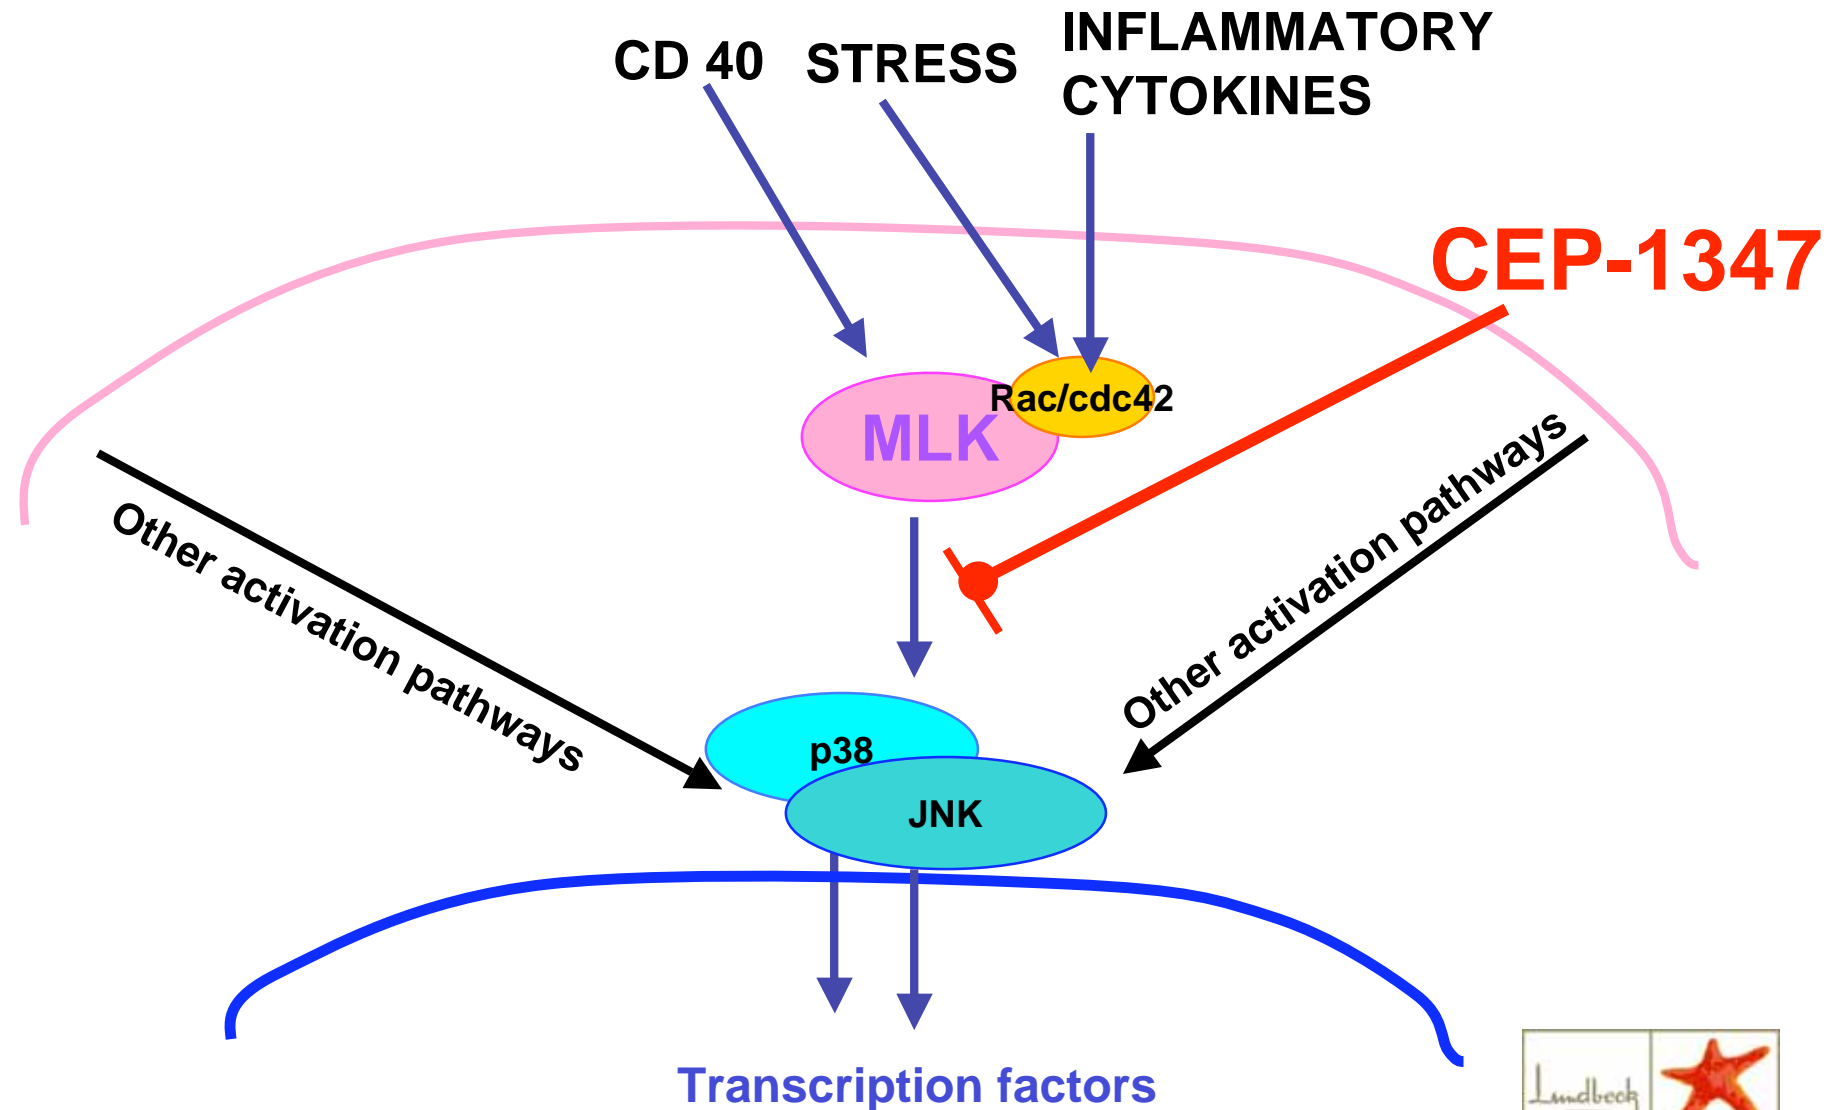 CD 40
STRESS
INFLAMMATORY
CYTOKINES
CEP-1347
Rac/cdc42
MLK
Other activation pathways
Other activation pathways
p38
JNK
Transcription factors
Lundbeck